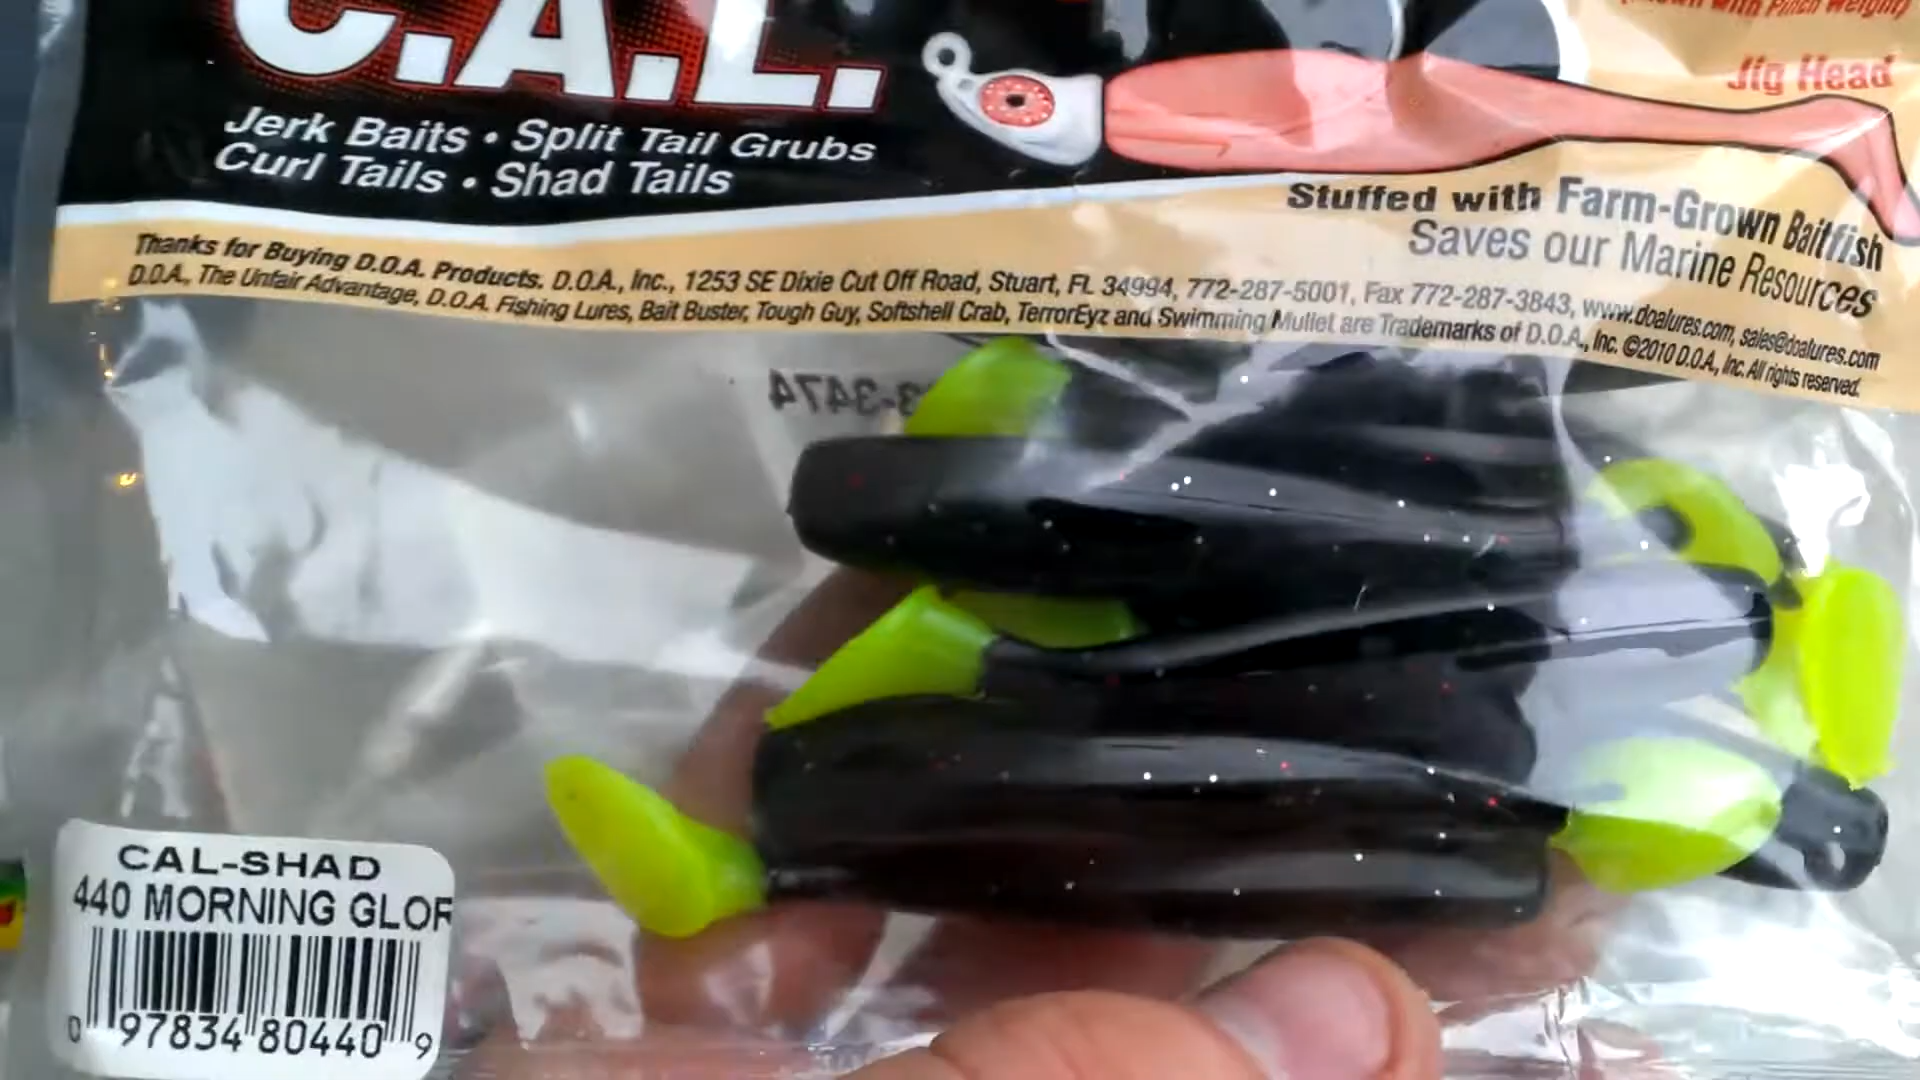 C.A.L.
Jerk Baits • Split Tail Grubs
Curl Tails • Shad Tails
with Pinch Weight)
Jig Head
Stuffed with Farm-Grown Baitfish
Saves our Marine Resources
Thanks for Buying D.O.A. Products. D.O.A., Inc., 1253 SE Dixie Cut Off Road, Stuart, FL 34994, 772-287-5001, Fax 772-287-3843, www.doalures.com, sales@doalures.com
D.O.A., The Unfair Advantage, D.O.A. Fishing Lures, Bait Buster, Tough Guy, Softshell Crab, TerrorEyz and Swimming Mullet are Trademarks of D.O.A., Inc. ©2010 D.O.A., Inc. All rights reserved.
3-3474
CAL-SHAD
440 MORNING GLOR
0 97834 80440 9